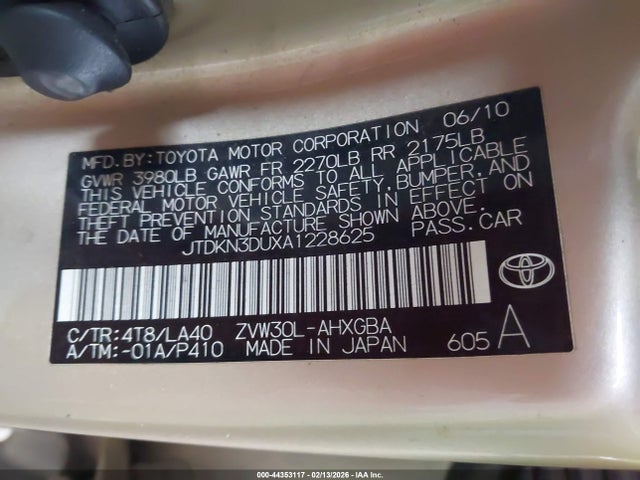 MFD. BY: TOYOTA MOTOR CORPORATION 06/10
GVWR 3980LB GAWR FR 2270LB RR 2175LB
THIS VEHICLE CONFORMS TO ALL APPLICABLE
FEDERAL MOTOR VEHICLE SAFETY, BUMPER, AND
THEFT PREVENTION STANDARDS IN EFFECT ON
THE DATE OF MANUFACTURE SHOWN ABOVE.
JTDKN3DUXA1228625 PASS. CAR
C/TR: 4T8/LA40 ZVW30L-AHXGBA
A/TM: -01A/P410 MADE IN JAPAN 605 A
000-44353117 - 02/13/2026 - IAA Inc.